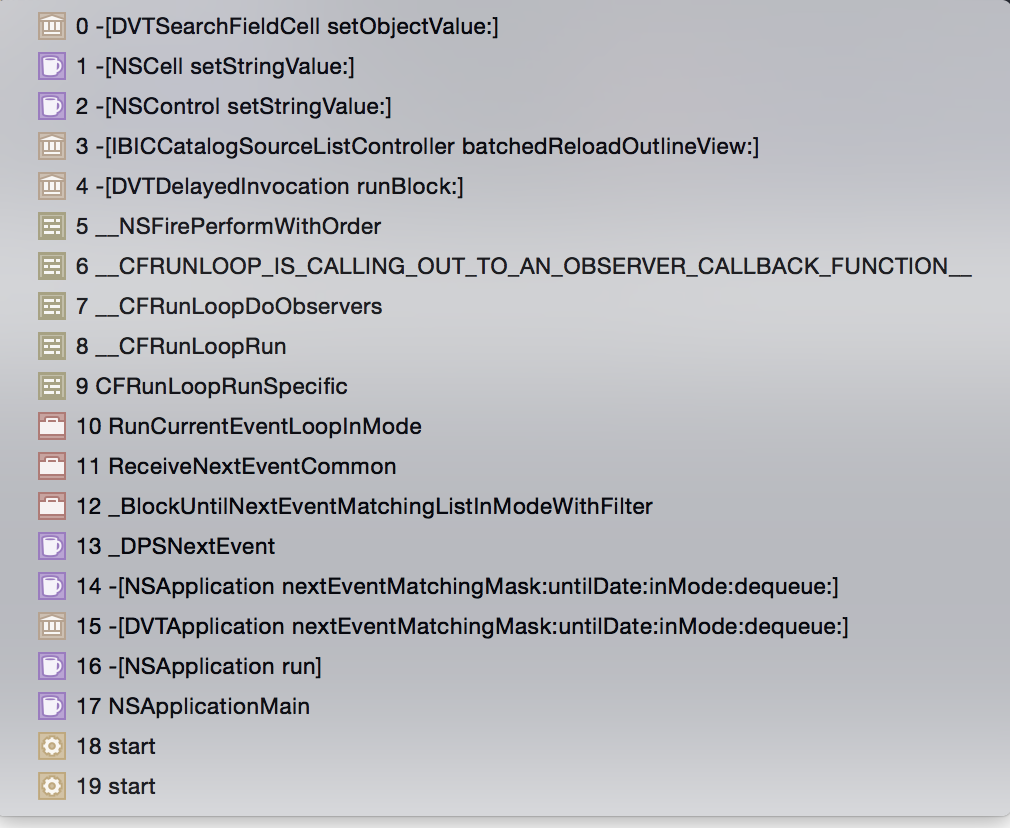 0 -[DVTSearchFieldCell setObjectValue:]
1 -[NSCell setStringValue:]
2 -[NSControl setStringValue:]
3 -[IBICCatalogSourceListController batchedReloadOutlineView:]
4 -[DVTDelayedInvocation runBlock:]
5 __NSFirePerformWithOrder
6 __CFRUNLOOP_IS_CALLING_OUT_TO_AN_OBSERVER_CALLBACK_FUNCTION__
7 __CFRunLoopDoObservers
8 __CFRunLoopRun
9 CFRunLoopRunSpecific
10 RunCurrentEventLoopInMode
11 ReceiveNextEventCommon
12 _BlockUntilNextEventMatchingListInModeWithFilter
13 _DPSNextEvent
14 -[NSApplication nextEventMatchingMask:untilDate:inMode:dequeue:]
15 -[DVTApplication nextEventMatchingMask:untilDate:inMode:dequeue:]
16 -[NSApplication run]
17 NSApplicationMain
18 start
19 start